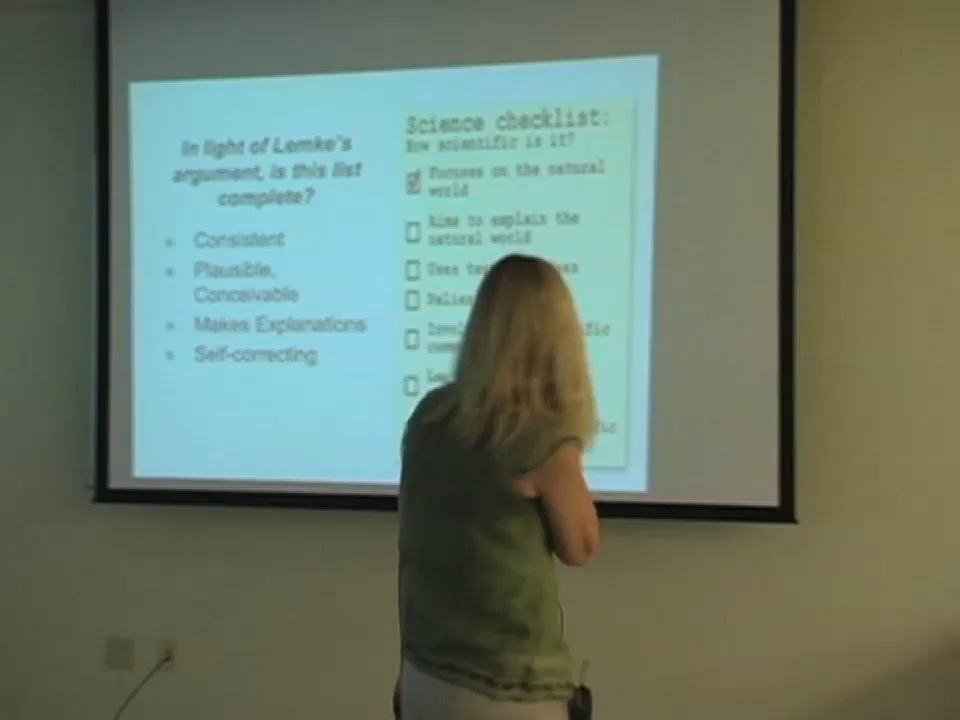 In light of Lemke's
argument, is this list
complete?
Consistent
Plausible,
Conceivable
Makes Explanations
Self-correcting
Science checklist:
How scientific is it?
Focuses on the natural
world
Aims to explain the
natural world
Uses